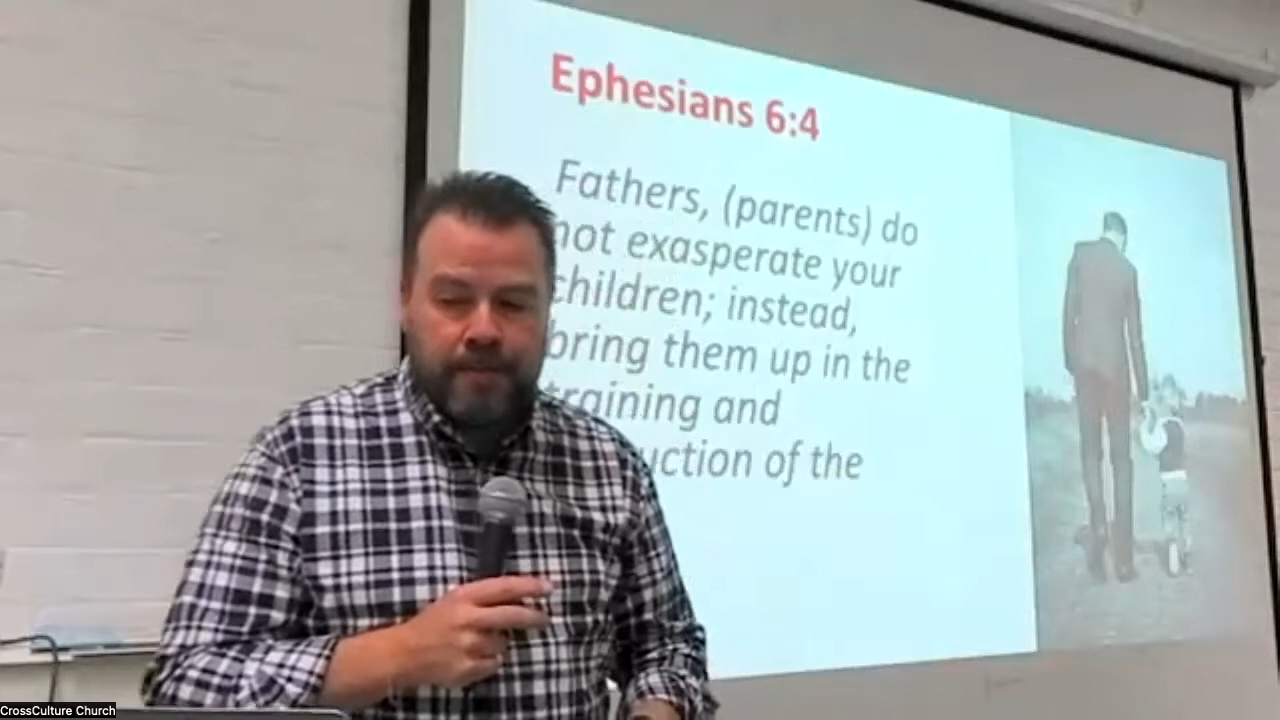 Ephesians 6:4
Fathers, (parents) do
not exasperate your
children; instead,
bring them up in the
training and
uction of the
CrossCulture Church